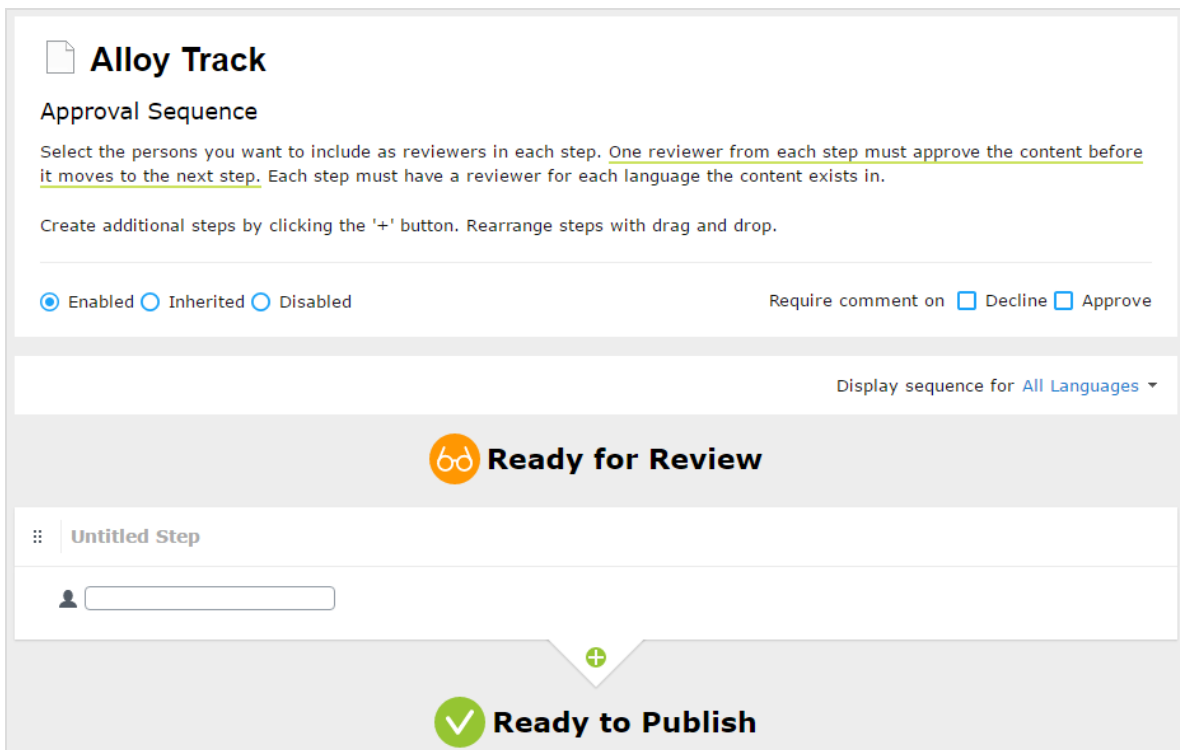 Alloy Track
Approval Sequence
Select the persons you want to include as reviewers in each step. One reviewer from each step must approve the content before
it moves to the next step. Each step must have a reviewer for each language the content exists in.
Create additional steps by clicking the '+' button. Rearrange steps with drag and drop.
Enabled Inherited Disabled Require comment on Decline Approve
Display sequence for All Languages
Ready for Review
Untitled Step
Ready to Publish